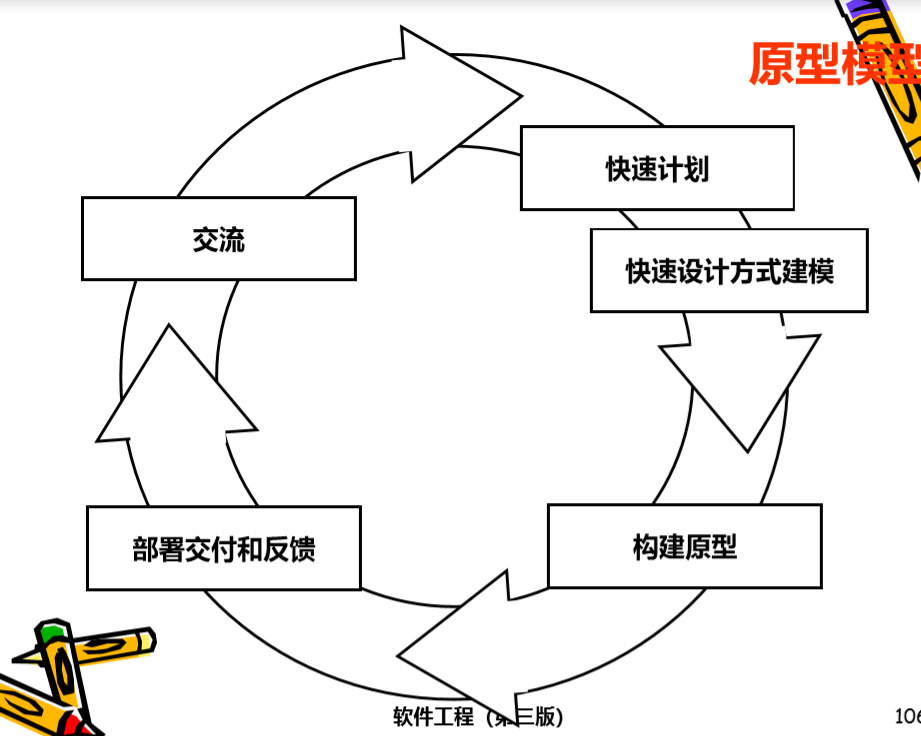 原型模型
快速计划
交流
快速设计方式建模
部署交付和反馈
构建原型
软件工程（第三版）
106